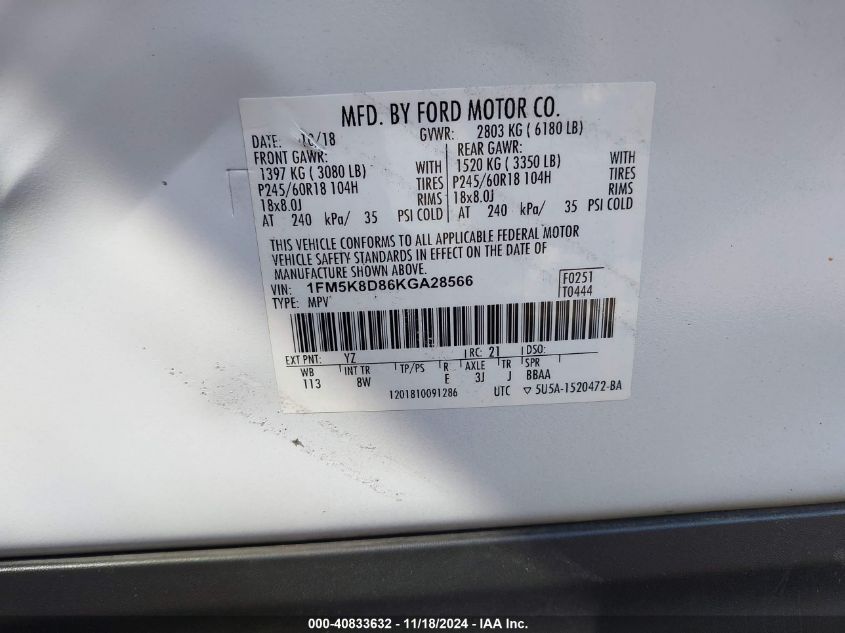 MFD. BY FORD MOTOR CO.
DATE: 10/18 GVWR: 2803 KG ( 6180 LB)
FRONT GAWR: REAR GAWR:
1397 KG ( 3080 LB) WITH 1520 KG ( 3350 LB) WITH
P245/60R18 104H TIRES P245/60R18 104H TIRES
18x8.0J RIMS 18x8.0J RIMS
AT 240 kPa/ 35 PSI COLD AT 240 kPa/ 35 PSI COLD
THIS VEHICLE CONFORMS TO ALL APPLICABLE FEDERAL MOTOR
VEHICLE SAFETY STANDARDS IN EFFECT ON THE DATE OF
MANUFACTURE SHOWN ABOVE.
VIN: 1FM5K8D86KGA28566 F0251
TYPE: MPV T0444
EXT PNT: YZ RC: 21 DSO:
WB INT TR TP/PS R AXLE TR SPR
113 8W E 3J J BBAA
1201810091286 UTC ▽ 5U5A-1520472-BA
000-40833632 - 11/18/2024 - IAA Inc.